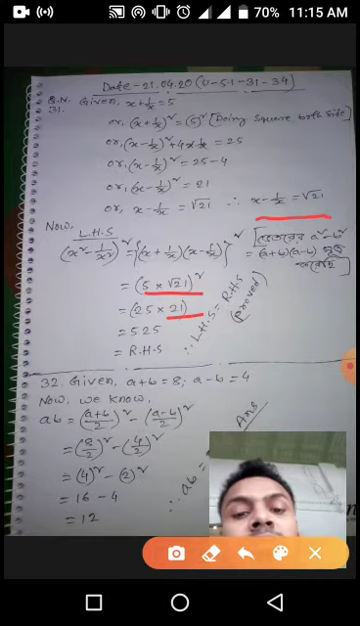 70% 11:15 AM
Date-21.04.20 (U-5.1-31-34)
Q.N. 31. Given, x+1/x=5
or, (x+1/x)²=(5)² [Doing Square both Side]
or, (x-1/x)²+4x·1/x=25
or, (x-1/x)²=25-4
or, (x-1/x)²=21
or, x-1/x=√21 ∴ x-1/x=√21
Now, L.H.S
(x²-1/x²)²={(x+1/x)(x-1/x)}² a²-b²
=(a+b)(a-b)
=(5×√21)²
=(25×21)
=525
=R.H.S
∴ L.H.S=R.H.S
(proved)
32. Given, a+b=8; a-b=4
Now, We know,
ab=(a+b/2)²-(a-b/2)²
=(8/2)²-(4/2)²
=(4)²-(2)²
=16-4
=12
∴ ab=
Ans